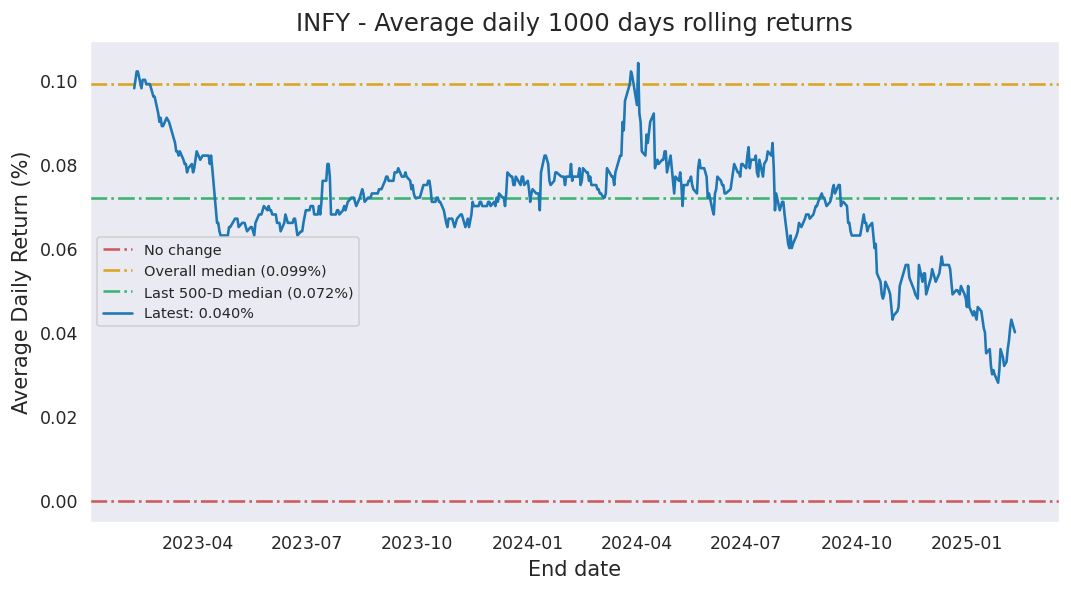 INFY - Average daily 1000 days rolling returns
Average Daily Return (%)
0.10
0.08
0.06
0.04
0.02
0.00
No change
Overall median (0.099%)
Last 500-D median (0.072%)
Latest: 0.040%
2023-04 2023-07 2023-10 2024-01 2024-04 2024-07 2024-10 2025-01
End date